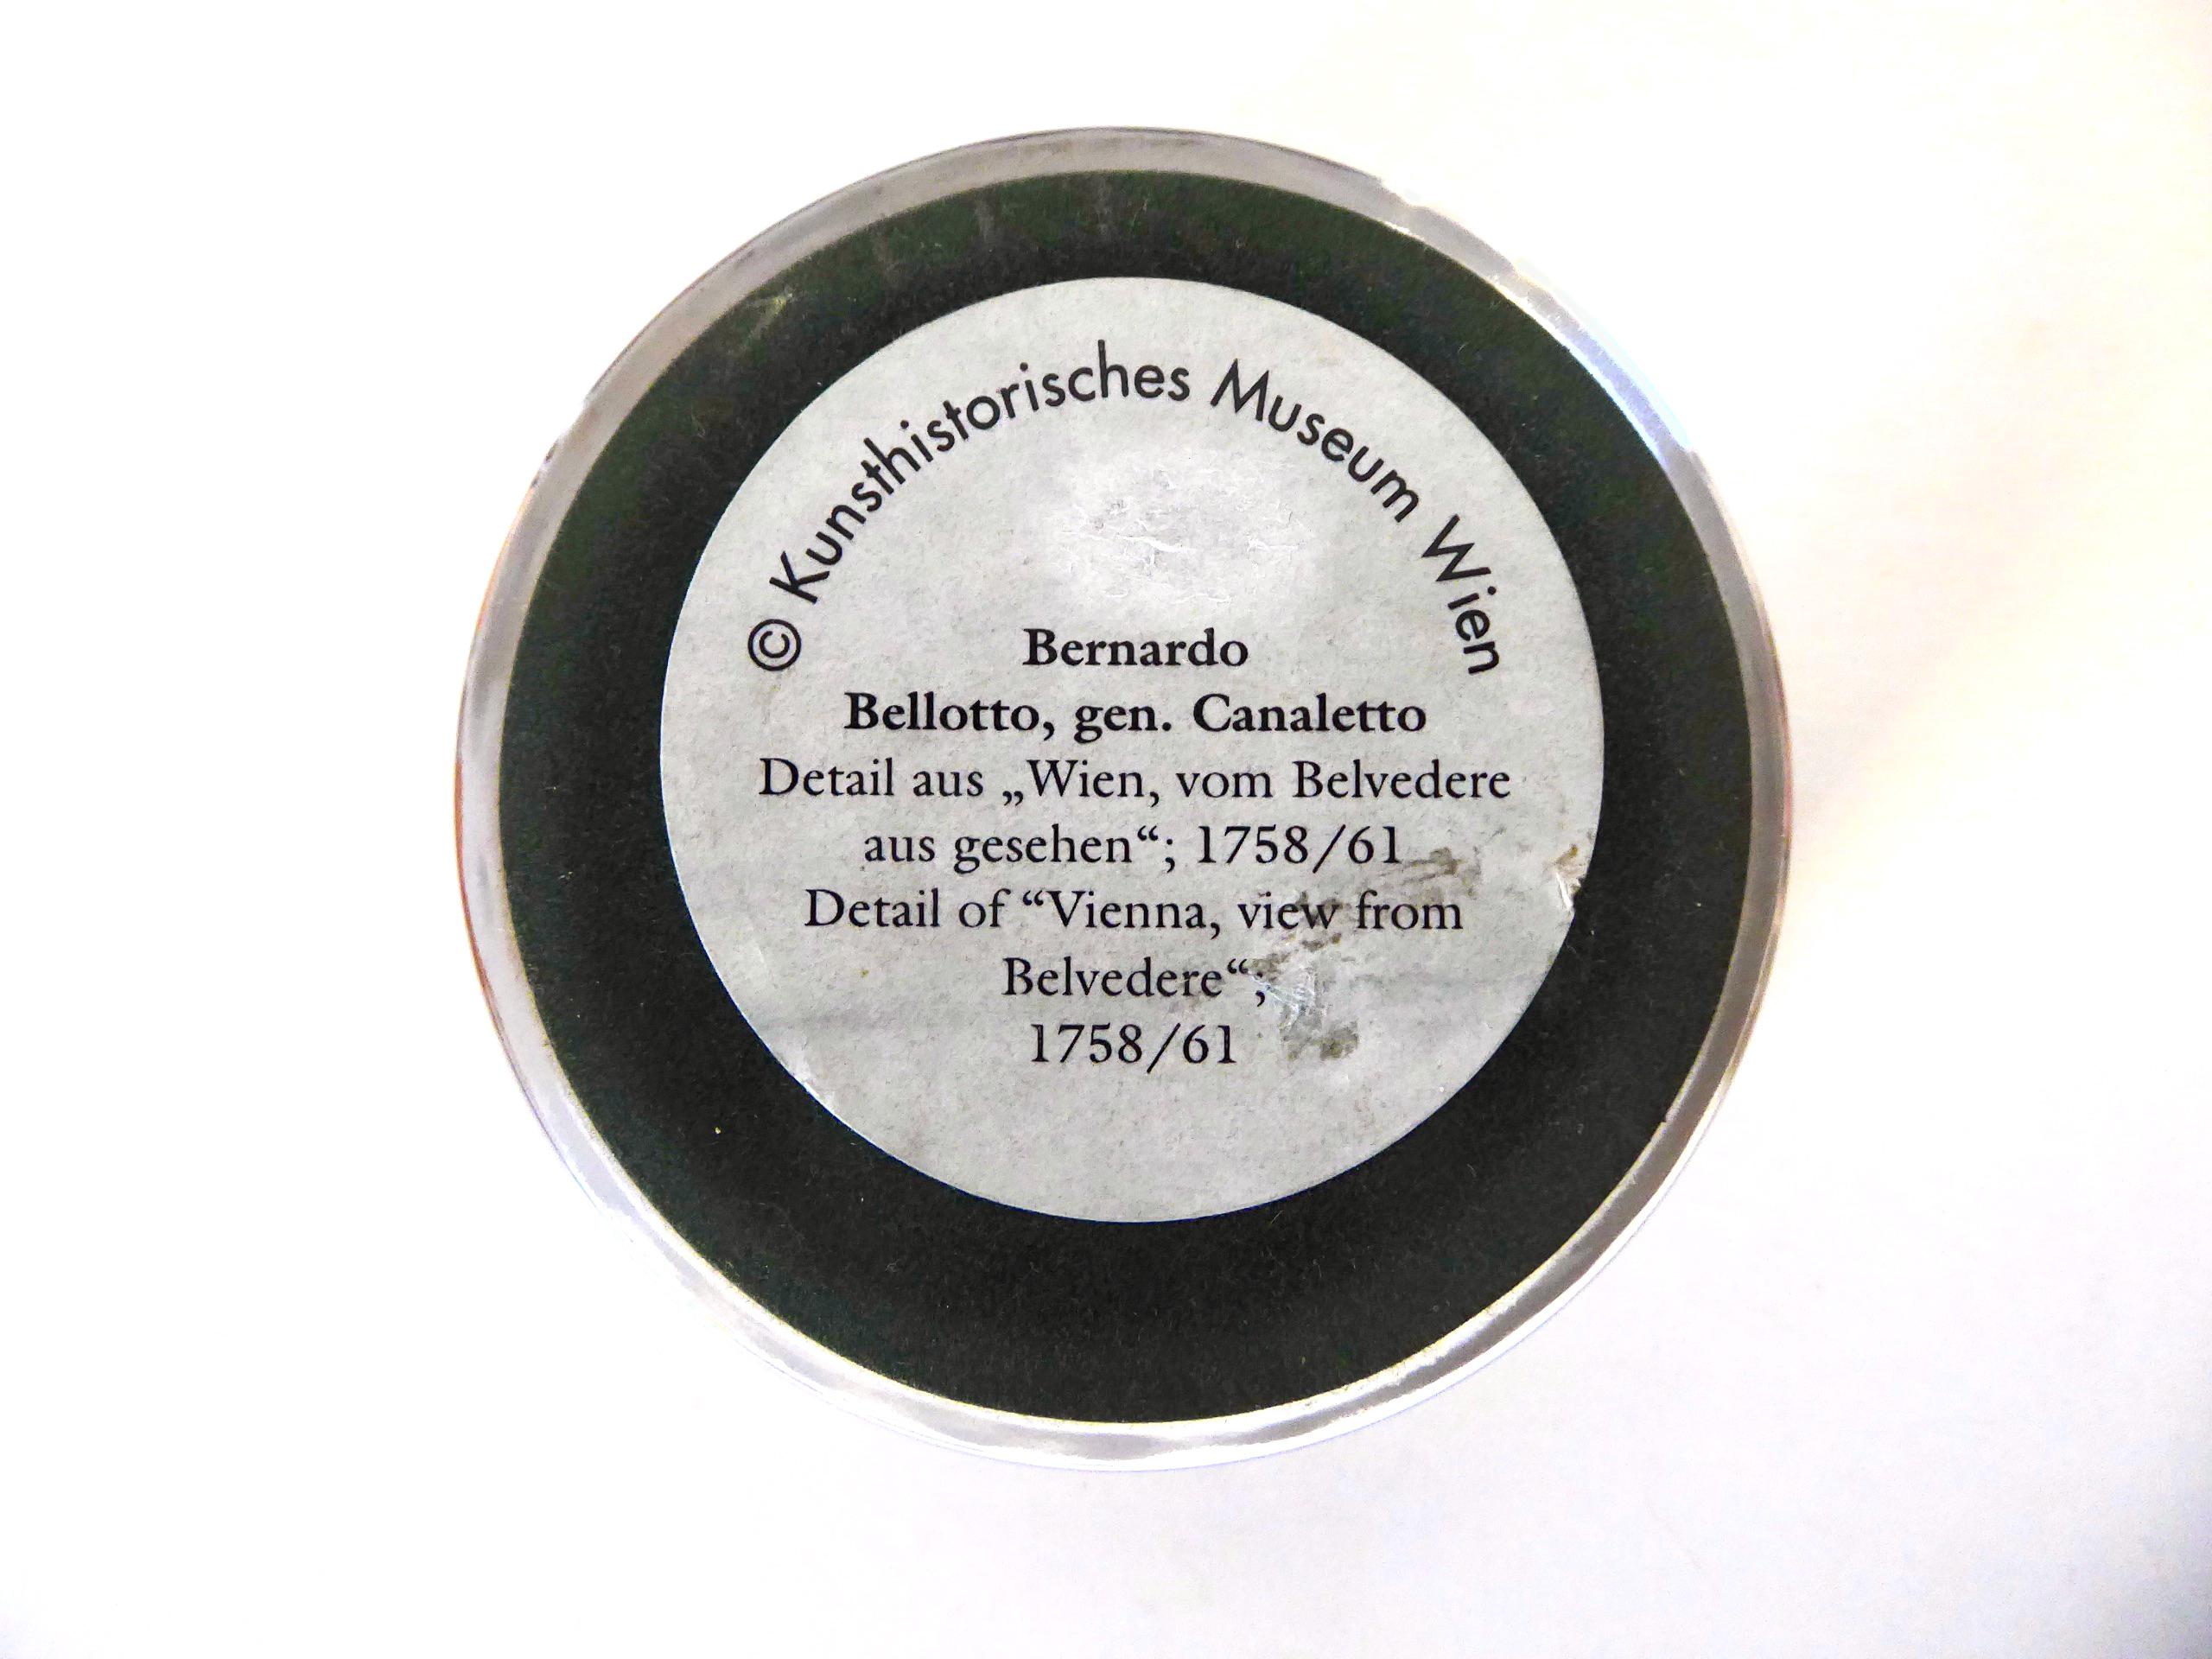 © Kunsthistorisches Museum Wien
Bernardo
Bellotto, gen. Canaletto
Detail aus „Wien, vom Belvedere
aus gesehen“; 1758/61
Detail of “Vienna, view from
Belvedere“;
1758/61